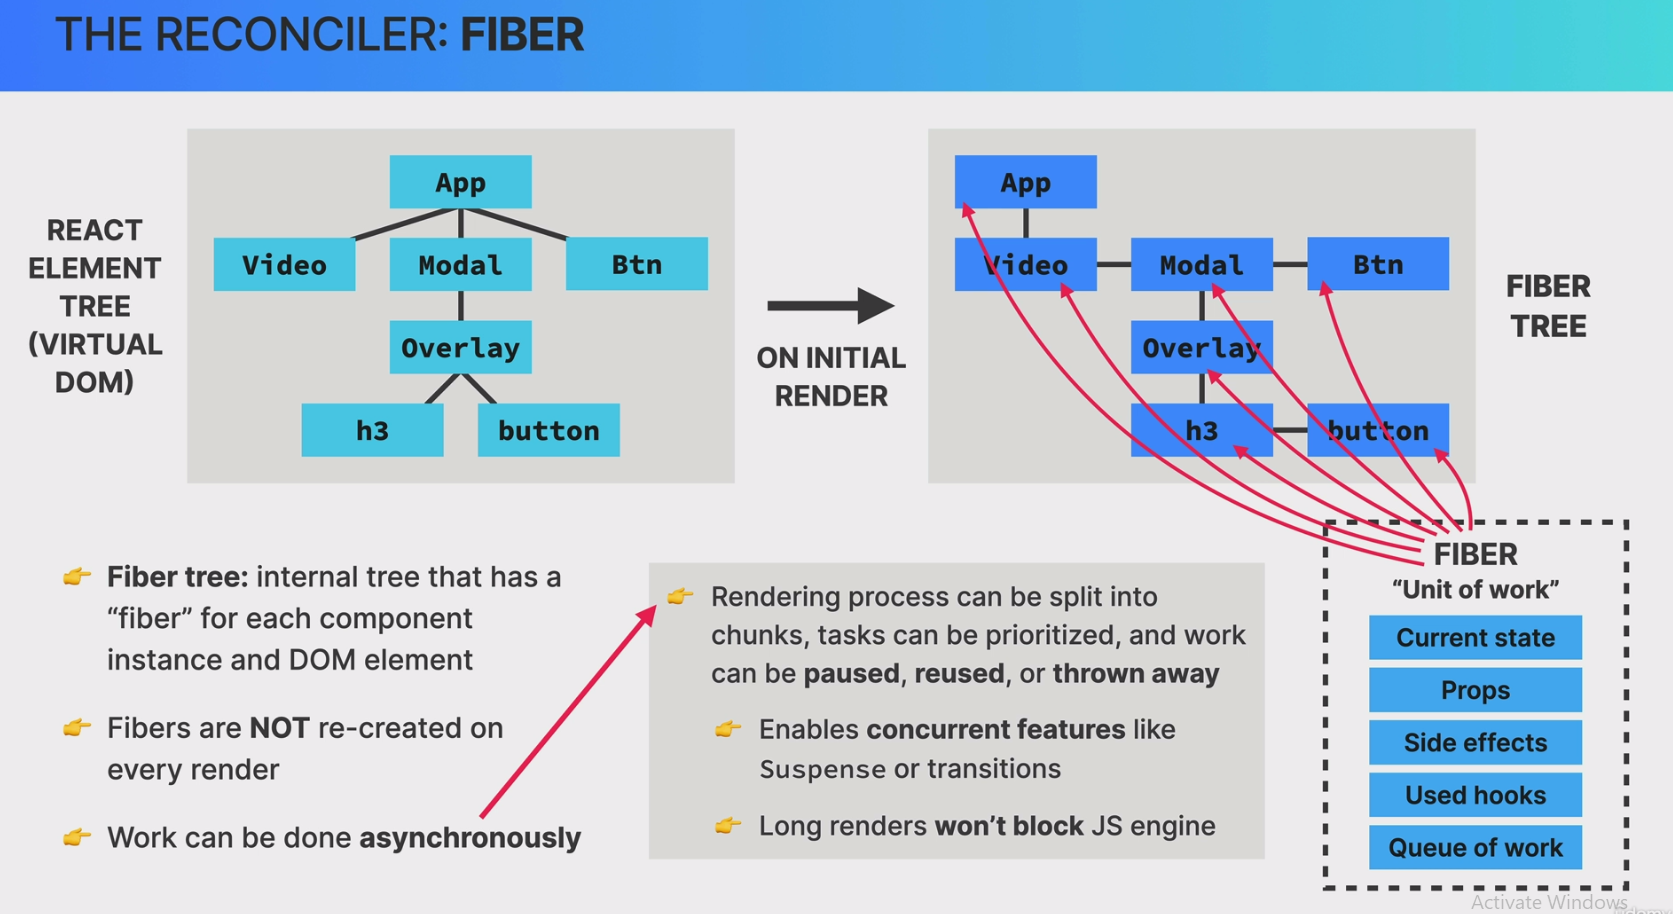 THE RECONCILER: FIBER
REACT
ELEMENT
TREE
(VIRTUAL
DOM)
App
Video
Modal
Btn
Overlay
h3
button
ON INITIAL
RENDER
App
Video
Modal
Btn
Overlay
h3
button
FIBER
TREE
Fiber tree: internal tree that has a
“fiber” for each component
instance and DOM element
Fibers are NOT re-created on
every render
Work can be done asynchronously
Rendering process can be split into
chunks, tasks can be prioritized, and work
can be paused, reused, or thrown away
Enables concurrent features like
Suspense or transitions
Long renders won’t block JS engine
FIBER
“Unit of work”
Current state
Props
Side effects
Used hooks
Queue of work
Activate Windows